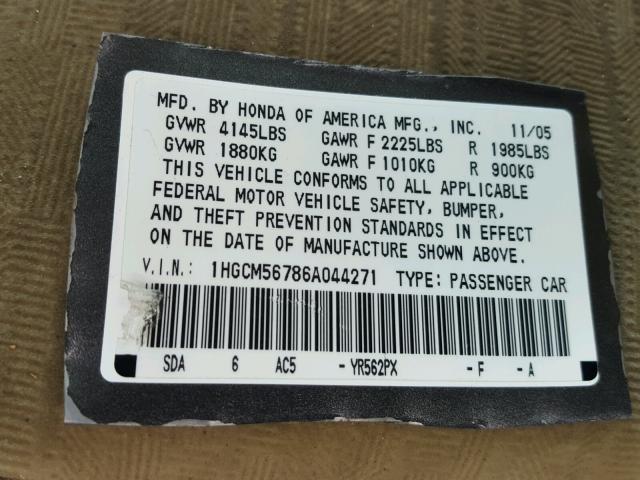 MFD. BY HONDA OF AMERICA MFG., INC. 11/05
GVWR 4145LBS GAWR F 2225LBS R 1985LBS
GVWR 1880KG GAWR F 1010KG R 900KG
THIS VEHICLE CONFORMS TO ALL APPLICABLE
FEDERAL MOTOR VEHICLE SAFETY, BUMPER,
AND THEFT PREVENTION STANDARDS IN EFFECT
ON THE DATE OF MANUFACTURE SHOWN ABOVE.
V.I.N.: 1HGCM56786A044271 TYPE: PASSENGER CAR
SDA 6 AC5 -YR562PX -F -A